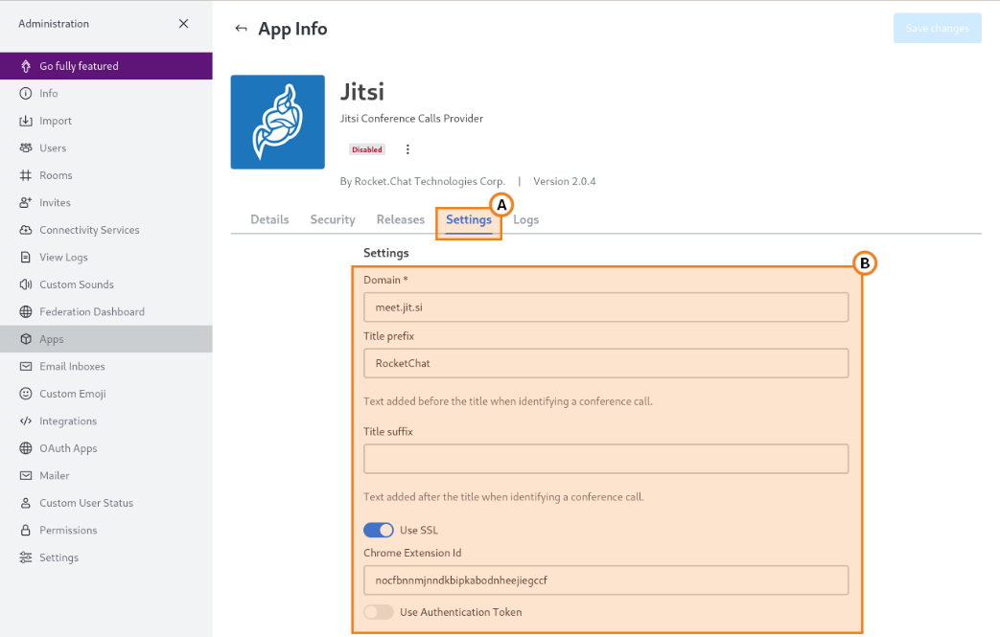 Administration
Go fully featured
Info
Import
Users
Rooms
Invites
Connectivity Services
View Logs
Custom Sounds
Federation Dashboard
Apps
Email Inboxes
Custom Emoji
Integrations
OAuth Apps
Mailer
Custom User Status
Permissions
Settings
App Info
Save changes
Jitsi
Jitsi Conference Calls Provider
Disabled
By Rocket.Chat Technologies Corp. | Version 2.0.4
A
Details Security Releases Settings Logs
Settings
B
Domain *
meet.jit.si
Title prefix
RocketChat
Text added before the title when identifying a conference call.
Title suffix
Text added after the title when identifying a conference call.
Use SSL
Chrome Extension Id
nocfbnnmjnndkbipkabodnheejiegccf
Use Authentication Token